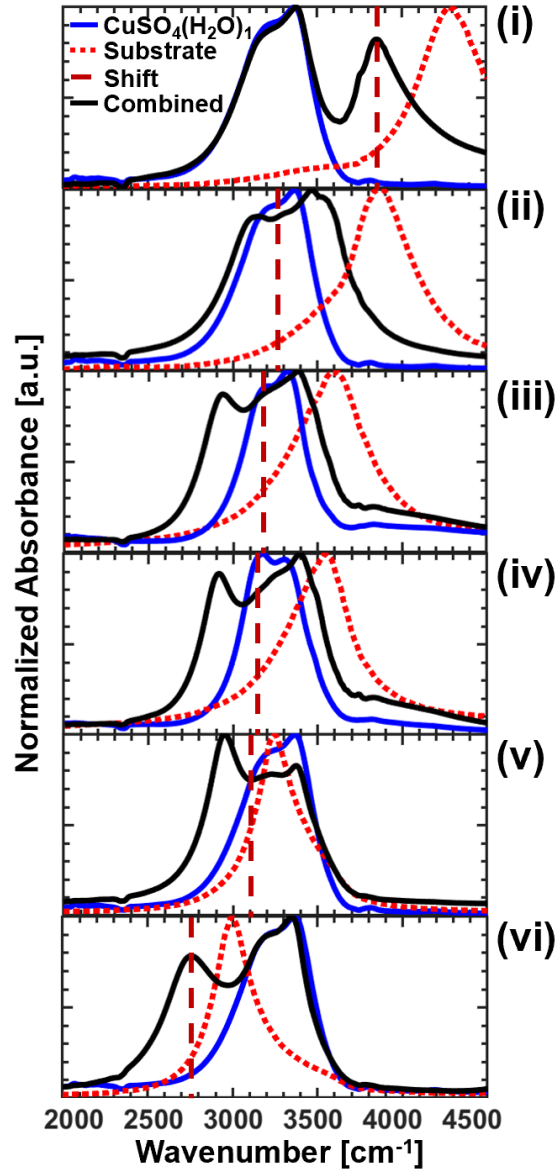 CuSO₄(H₂O)₁
Substrate
Shift
Combined
(i)
(ii)
(iii)
(iv)
(v)
(vi)
Normalized Absorbance [a.u.]
2000 2500 3000 3500 4000 4500
Wavenumber [cm⁻¹]